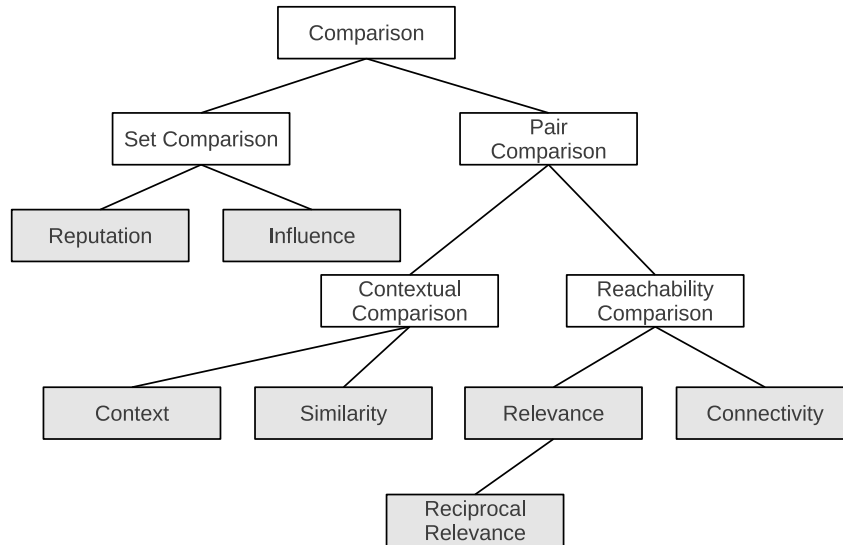 Comparison
Set Comparison
Pair
Comparison
Reputation
Influence
Contextual
Comparison
Reachability
Comparison
Context
Similarity
Relevance
Connectivity
Reciprocal
Relevance